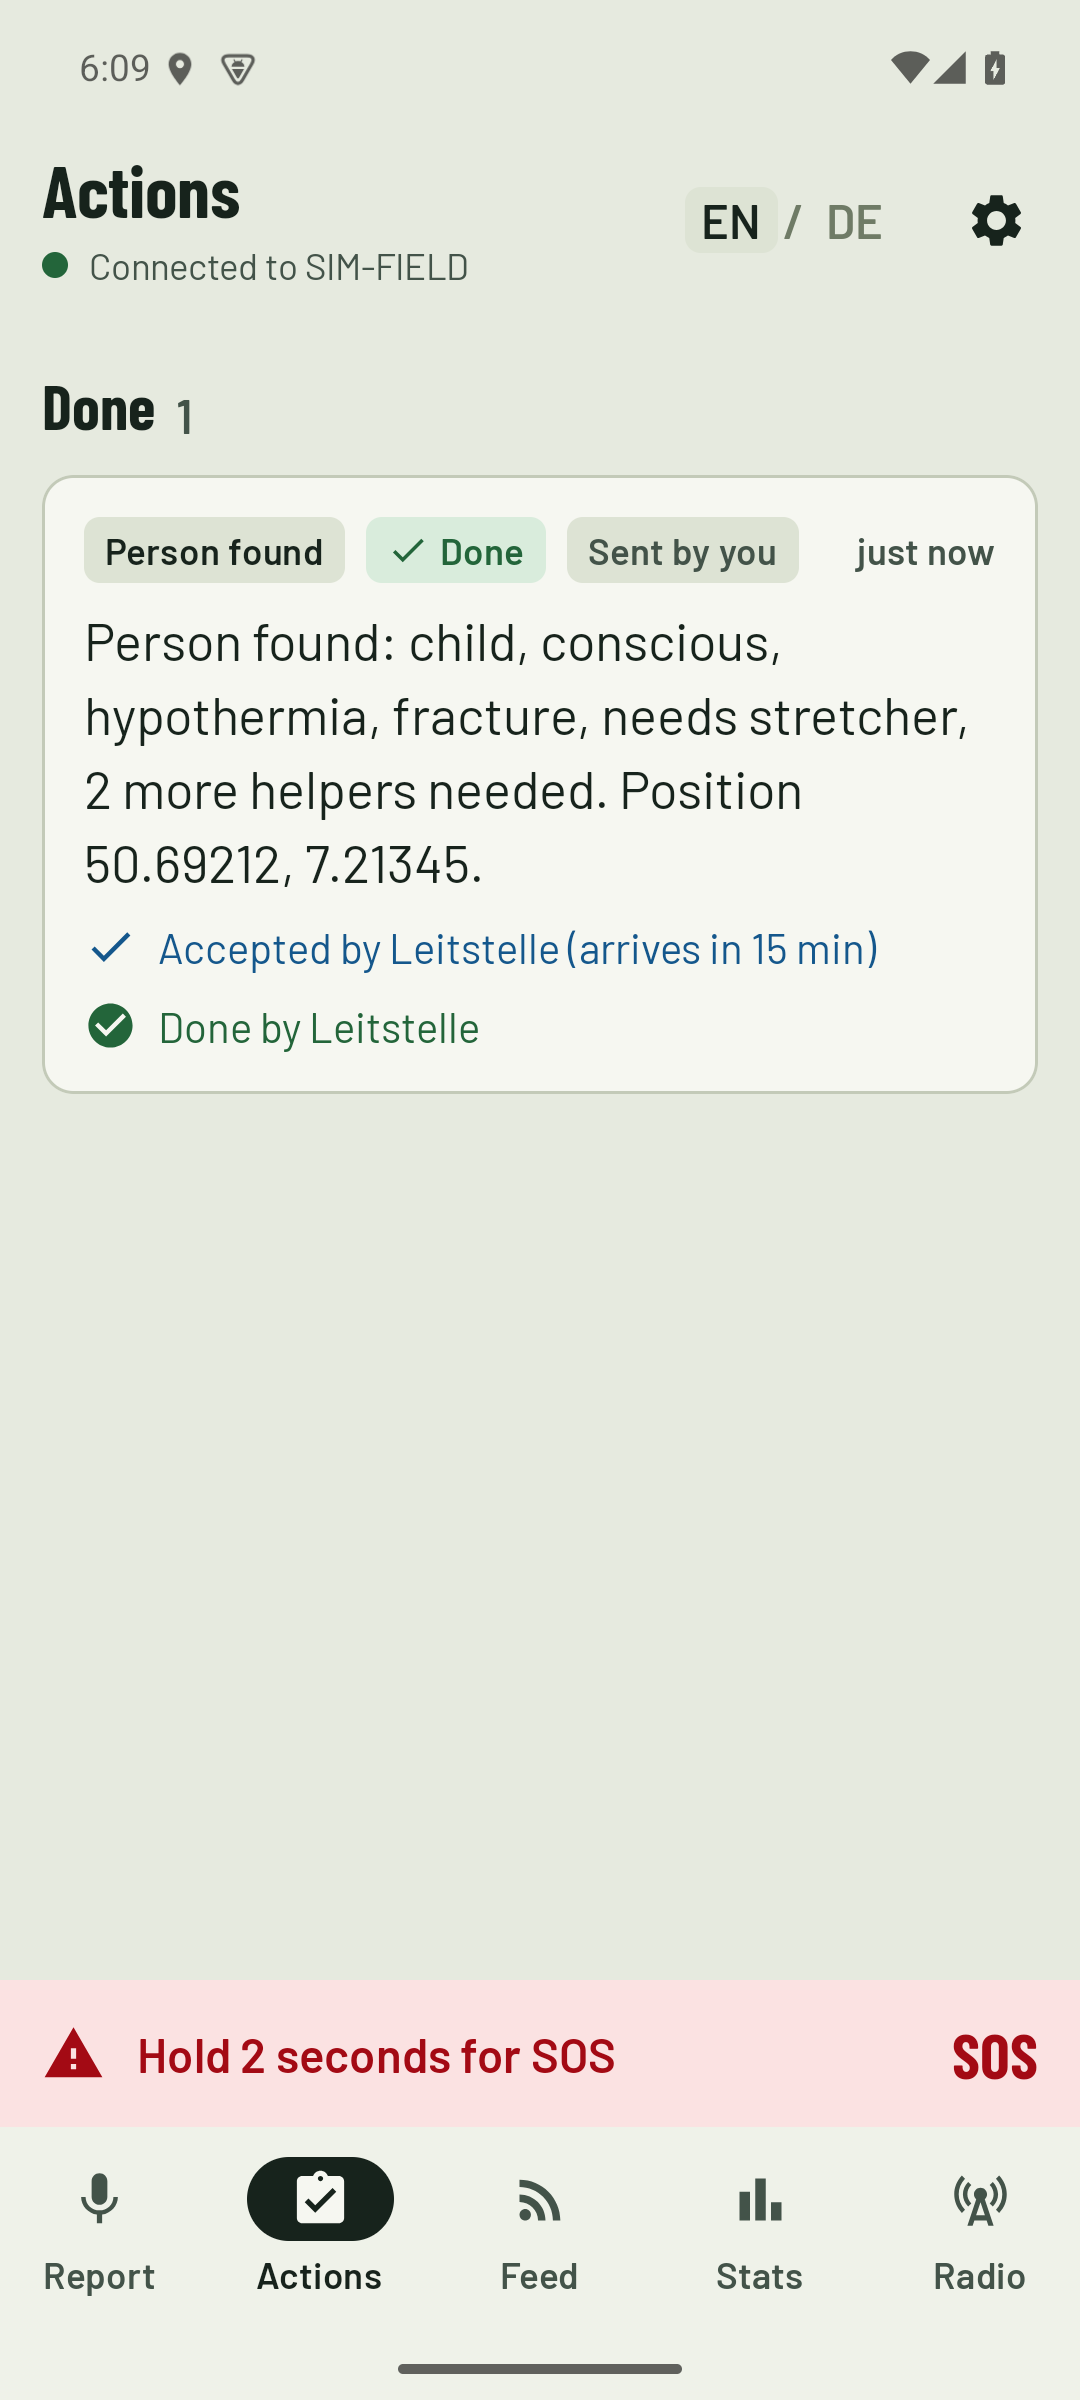 6:09
Actions
EN / DE
Connected to SIM-FIELD
Done 1
Person found
Done
Sent by you
just now
Person found: child, conscious,
hypothermia, fracture, needs stretcher,
2 more helpers needed. Position
50.69212, 7.21345.
Accepted by Leitstelle (arrives in 15 min)
Done by Leitstelle
Hold 2 seconds for SOS
SOS
Report
Actions
Feed
Stats
Radio